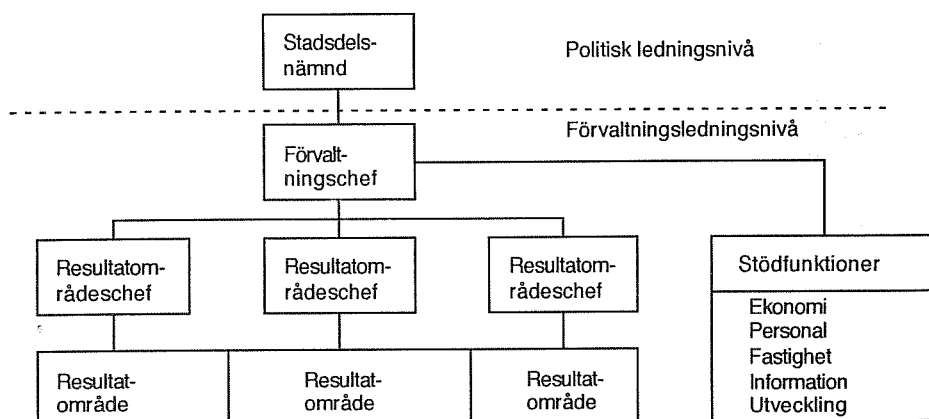 Stadsdels-
nämnd
Politisk ledningsnivå
Förvaltningsledningsnivå
Förvalt-
ningschef
Resultatom-
rådeschef
Resultatom-
rådeschef
Resultatom-
rådeschef
Stödfunktioner
Ekonomi
Personal
Fastighet
Information
Utveckling
Resultat-
område
Resultat-
område
Resultat-
område